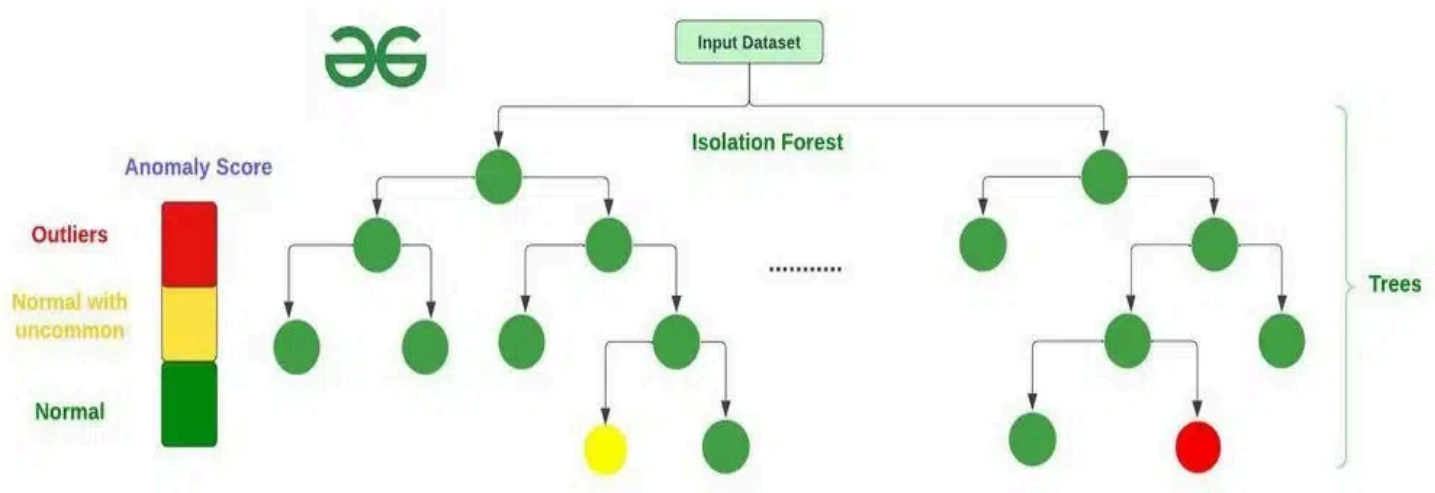 Input Dataset
Isolation Forest
Anomaly Score
Outliers
Normal with
uncommon
Normal
...........
Trees